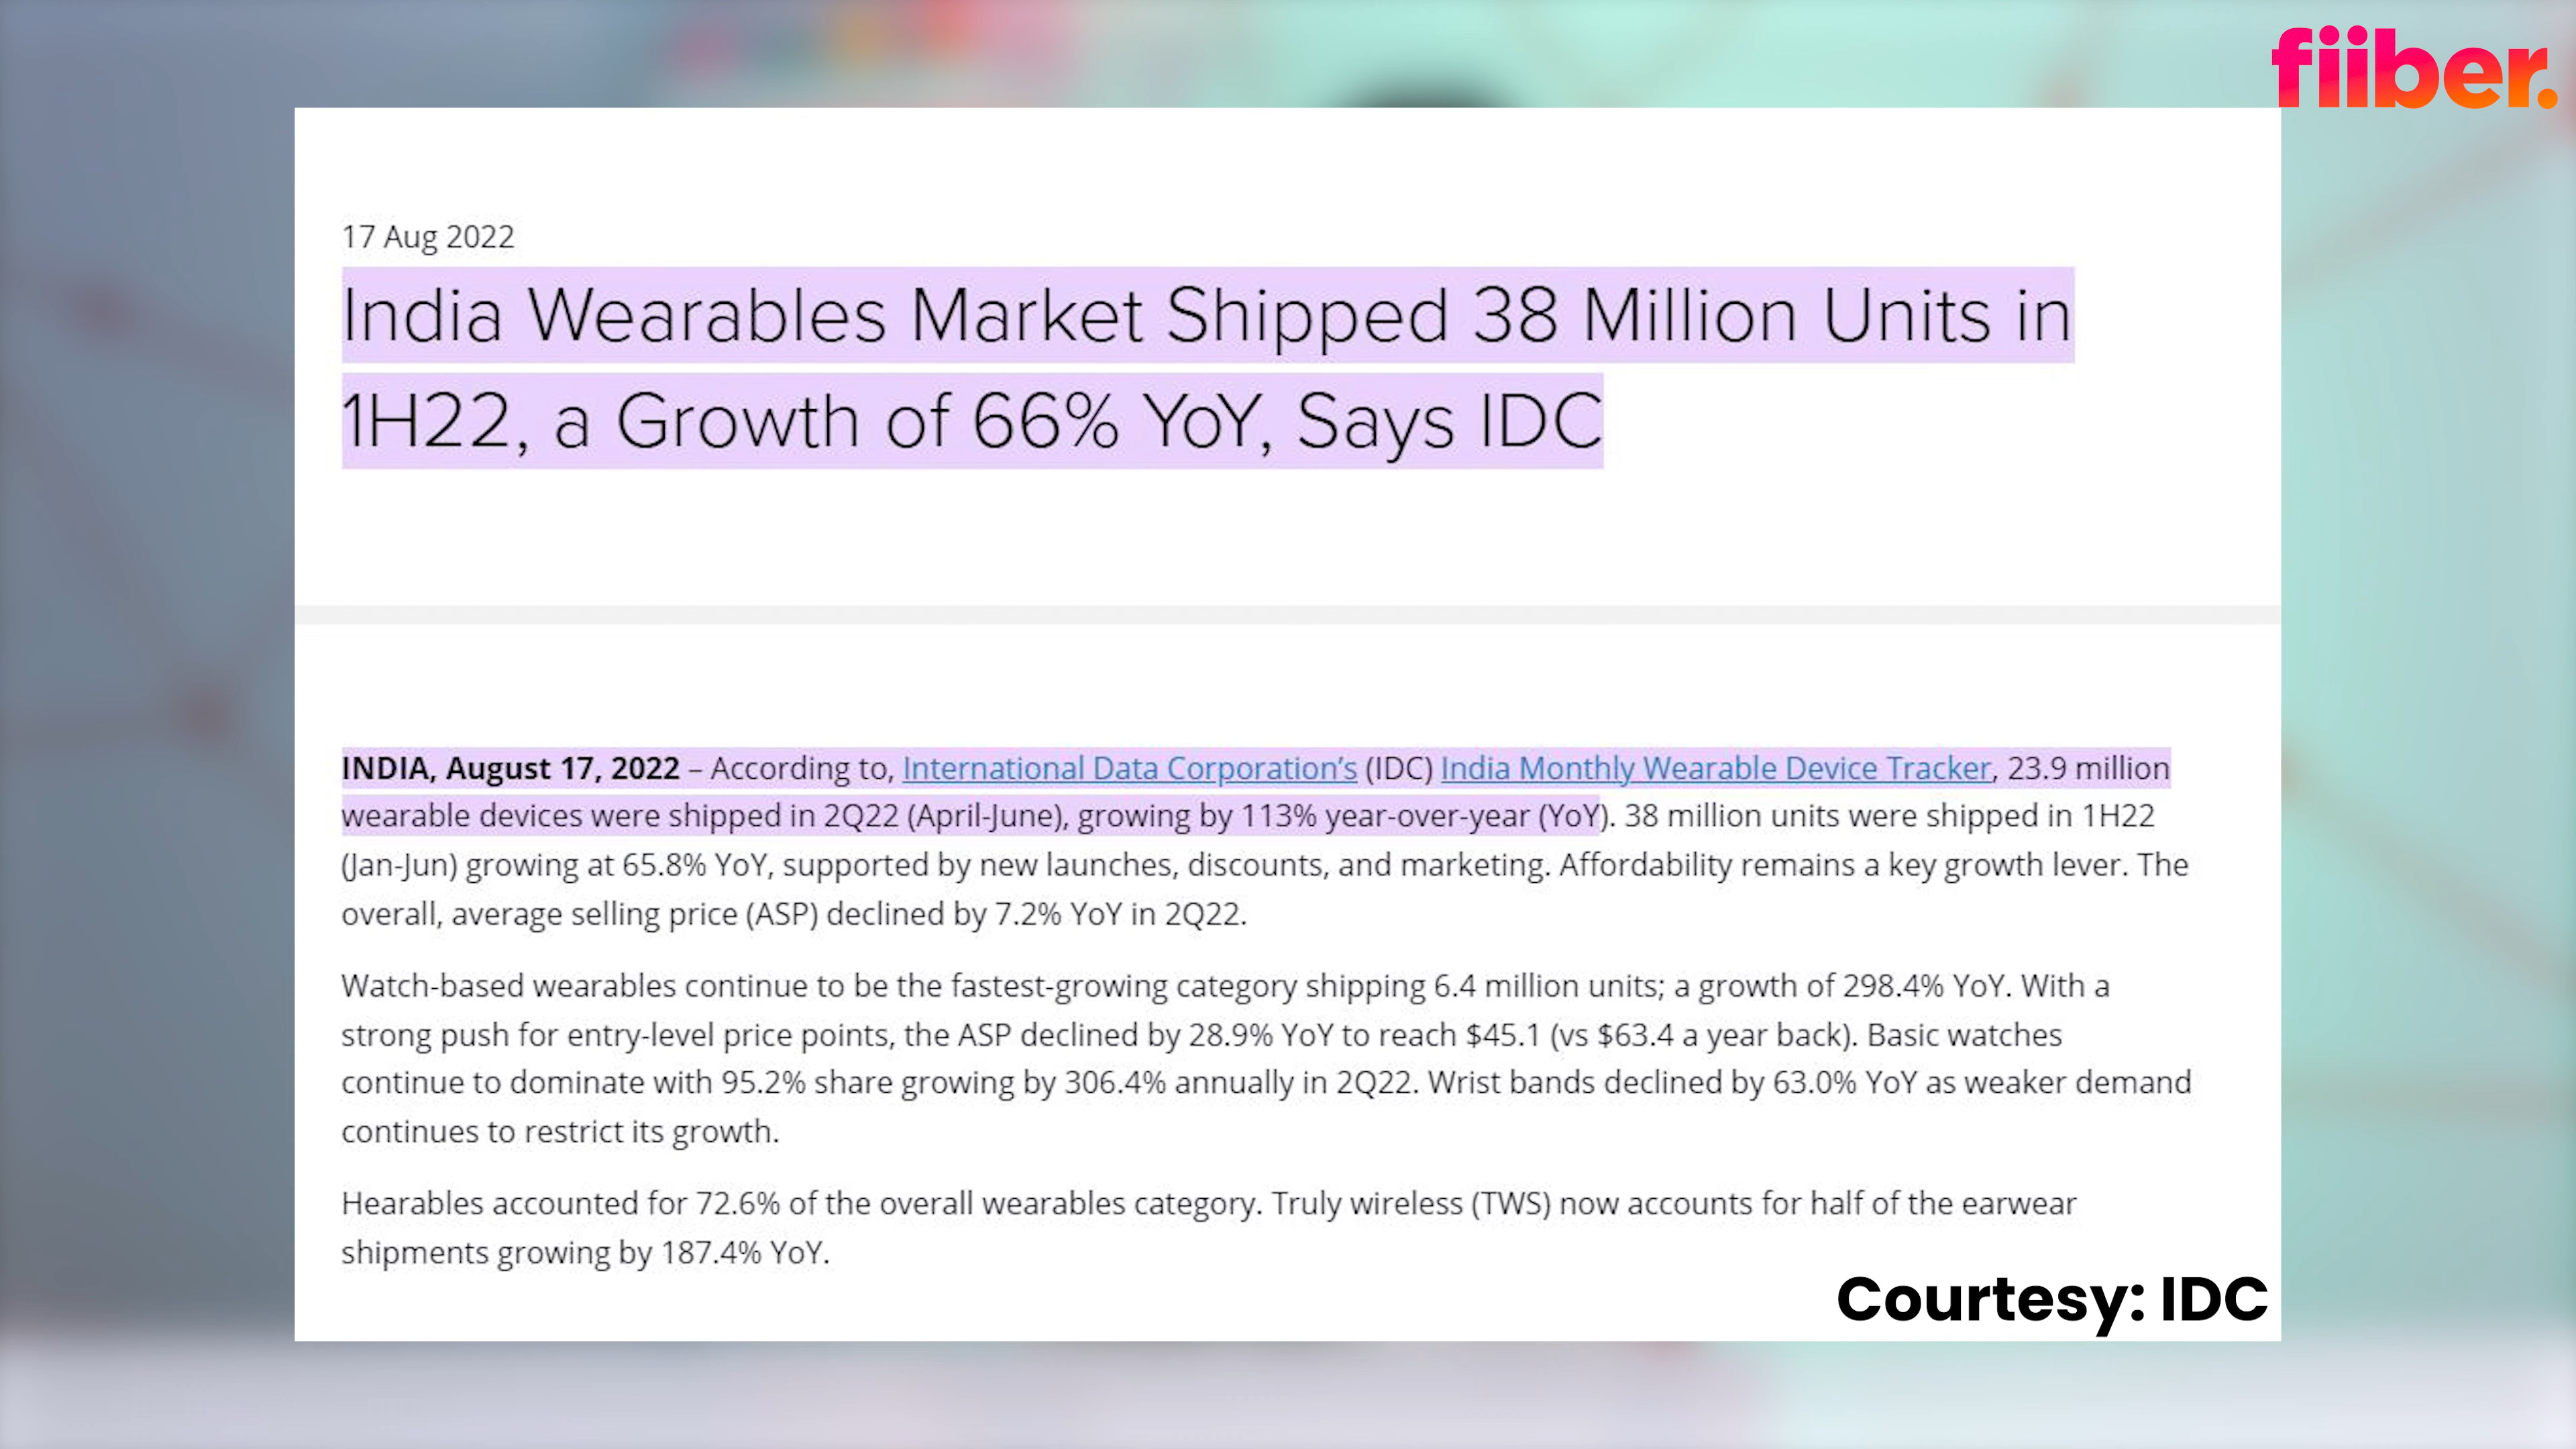 fiiber.
17 Aug 2022
India Wearables Market Shipped 38 Million Units in
1H22, a Growth of 66% YoY, Says IDC
INDIA, August 17, 2022 – According to, International Data Corporation's (IDC) India Monthly Wearable Device Tracker, 23.9 million
wearable devices were shipped in 2Q22 (April-June), growing by 113% year-over-year (YoY). 38 million units were shipped in 1H22
(Jan-Jun) growing at 65.8% YoY, supported by new launches, discounts, and marketing. Affordability remains a key growth lever. The
overall, average selling price (ASP) declined by 7.2% YoY in 2Q22.
Watch-based wearables continue to be the fastest-growing category shipping 6.4 million units; a growth of 298.4% YoY. With a
strong push for entry-level price points, the ASP declined by 28.9% YoY to reach $45.1 (vs $63.4 a year back). Basic watches
continue to dominate with 95.2% share growing by 306.4% annually in 2Q22. Wrist bands declined by 63.0% YoY as weaker demand
continues to restrict its growth.
Hearables accounted for 72.6% of the overall wearables category. Truly wireless (TWS) now accounts for half of the earwear
shipments growing by 187.4% YoY.
Courtesy: IDC